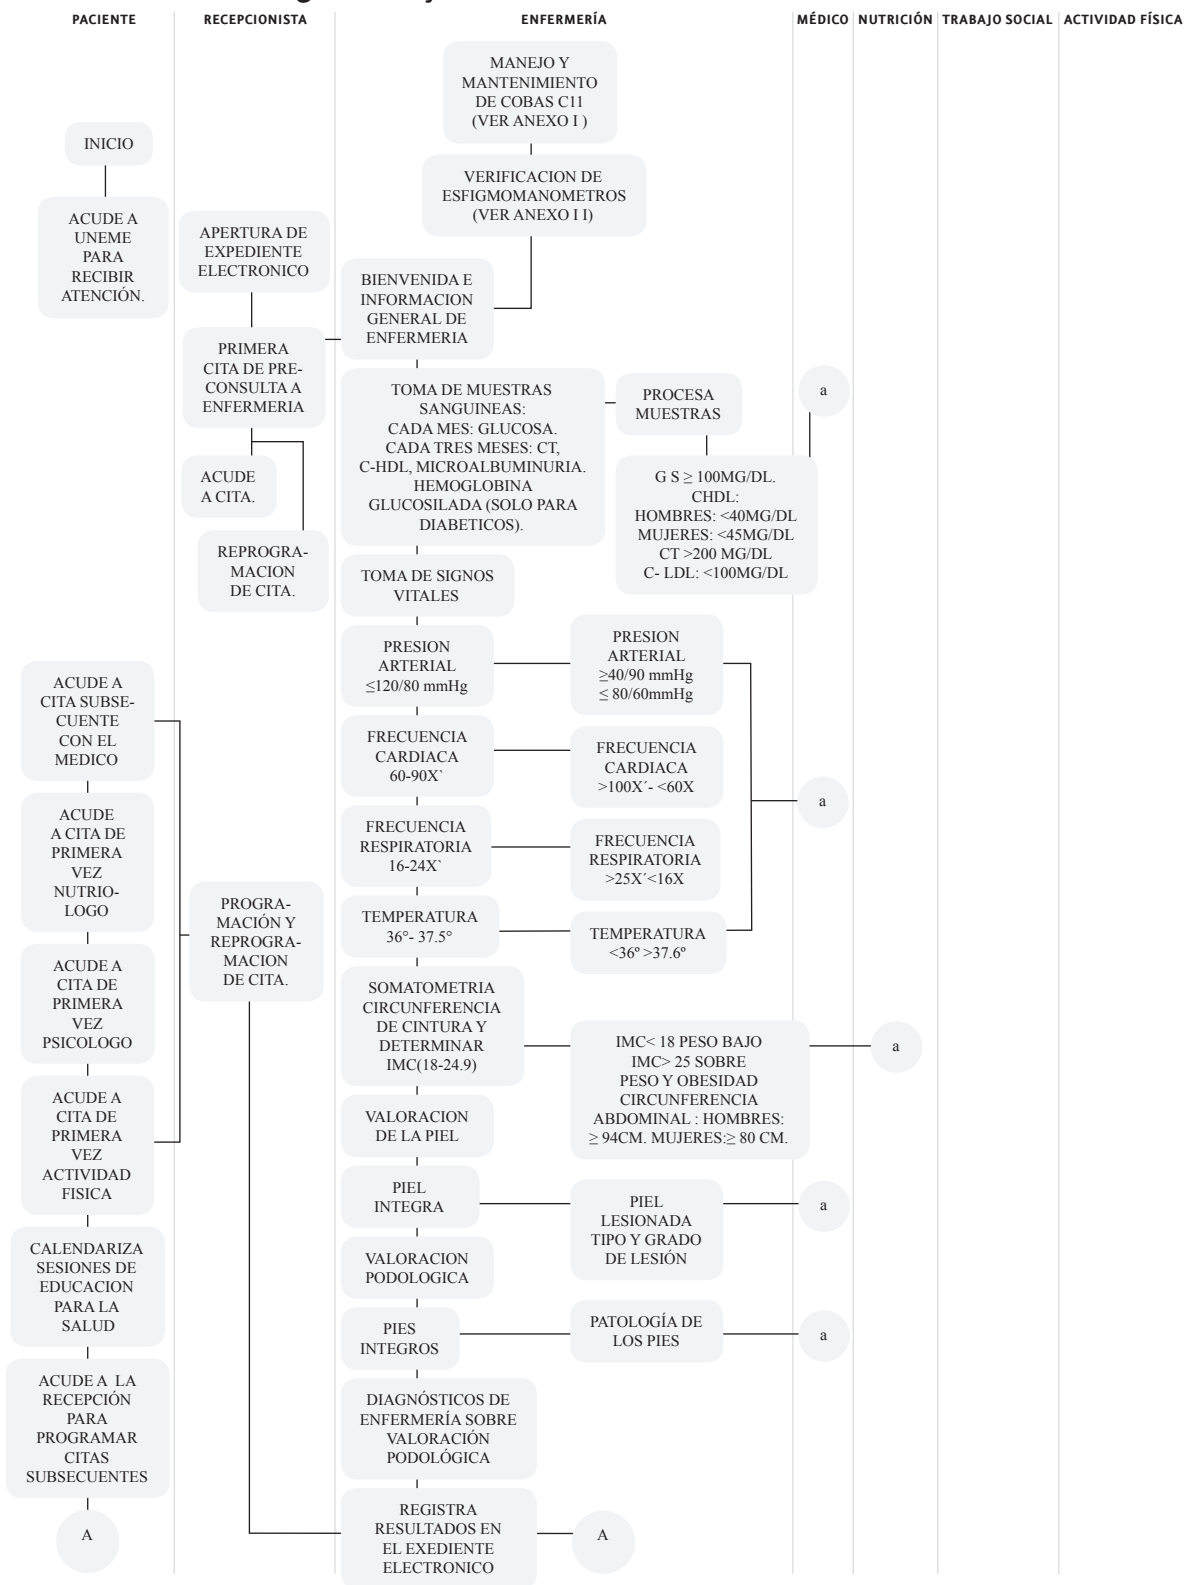 PACIENTE
RECEPCIONISTA
ENFERMERÍA
MÉDICO
NUTRICIÓN
TRABAJO SOCIAL
ACTIVIDAD FÍSICA
INICIO
ACUDE A
UNEME
PARA
RECIBIR
ATENCIÓN.
ACUDE A
CITA SUBSE-
CUENTE
CON EL
MEDICO
ACUDE
A CITA DE
PRIMERA
VEZ
NUTRIO-
LOGO
ACUDE A
CITA DE
PRIMERA
VEZ
PSICOLOGO
ACUDE A
CITA DE
PRIMERA
VEZ
ACTIVIDAD
FISICA
CALENDARIZA
SESIONES DE
EDUCACION
PARA LA
SALUD
ACUDE A LA
RECEPCIÓN
PARA
PROGRAMAR
CITAS
SUBSECUENTES
A
APERTURA DE
EXPEDIENTE
ELECTRONICO
PRIMERA
CITA DE PRE-
CONSULTA A
ENFERMERIA
ACUDE
A CITA.
REPROGRA-
MACION
DE CITA.
PROGRA-
MACIÓN Y
REPROGRA-
MACION
DE CITA.
MANEJO Y
MANTENIMIENTO
DE COBAS C11
(VER ANEXO I )
VERIFICACION DE
ESFIGMOMANOMETROS
(VER ANEXO I I)
BIENVENIDA E
INFORMACION
GENERAL DE
ENFERMERIA
TOMA DE MUESTRAS
SANGUINEAS:
CADA MES: GLUCOSA.
CADA TRES MESES: CT,
C-HDL, MICROALBUMINURIA.
HEMOGLOBINA
GLUCOSILADA (SOLO PARA
DIABETICOS).
PROCESA
MUESTRAS
G S ≥ 100MG/DL.
CHDL:
HOMBRES: <40MG/DL
MUJERES: <45MG/DL
CT >200 MG/DL
C- LDL: <100MG/DL
a
TOMA DE SIGNOS
VITALES
PRESION
ARTERIAL
≤120/80 mmHg
PRESION
ARTERIAL
≥40/90 mmHg
≤ 80/60mmHg
FRECUENCIA
CARDIACA
60-90X`
FRECUENCIA
CARDIACA
>100X´- <60X
a
FRECUENCIA
RESPIRATORIA
16-24X`
FRECUENCIA
RESPIRATORIA
>25X´<16X
TEMPERATURA
36°- 37.5°
TEMPERATURA
<36º >37.6º
SOMATOMETRIA
CIRCUNFERENCIA
DE CINTURA Y
DETERMINAR
IMC(18-24.9)
IMC< 18 PESO BAJO
IMC> 25 SOBRE
PESO Y OBESIDAD
CIRCUNFERENCIA
ABDOMINAL : HOMBRES:
≥ 94CM. MUJERES:≥ 80 CM.
a
VALORACION
DE LA PIEL
PIEL
INTEGRA
PIEL
LESIONADA
TIPO Y GRADO
DE LESIÓN
a
VALORACION
PODOLOGICA
PIES
INTEGROS
PATOLOGÍA DE
LOS PIES
a
DIAGNÓSTICOS DE
ENFERMERÍA SOBRE
VALORACIÓN
PODOLÓGICA
REGISTRA
RESULTADOS EN
EL EXEDIENTE
ELECTRONICO
A